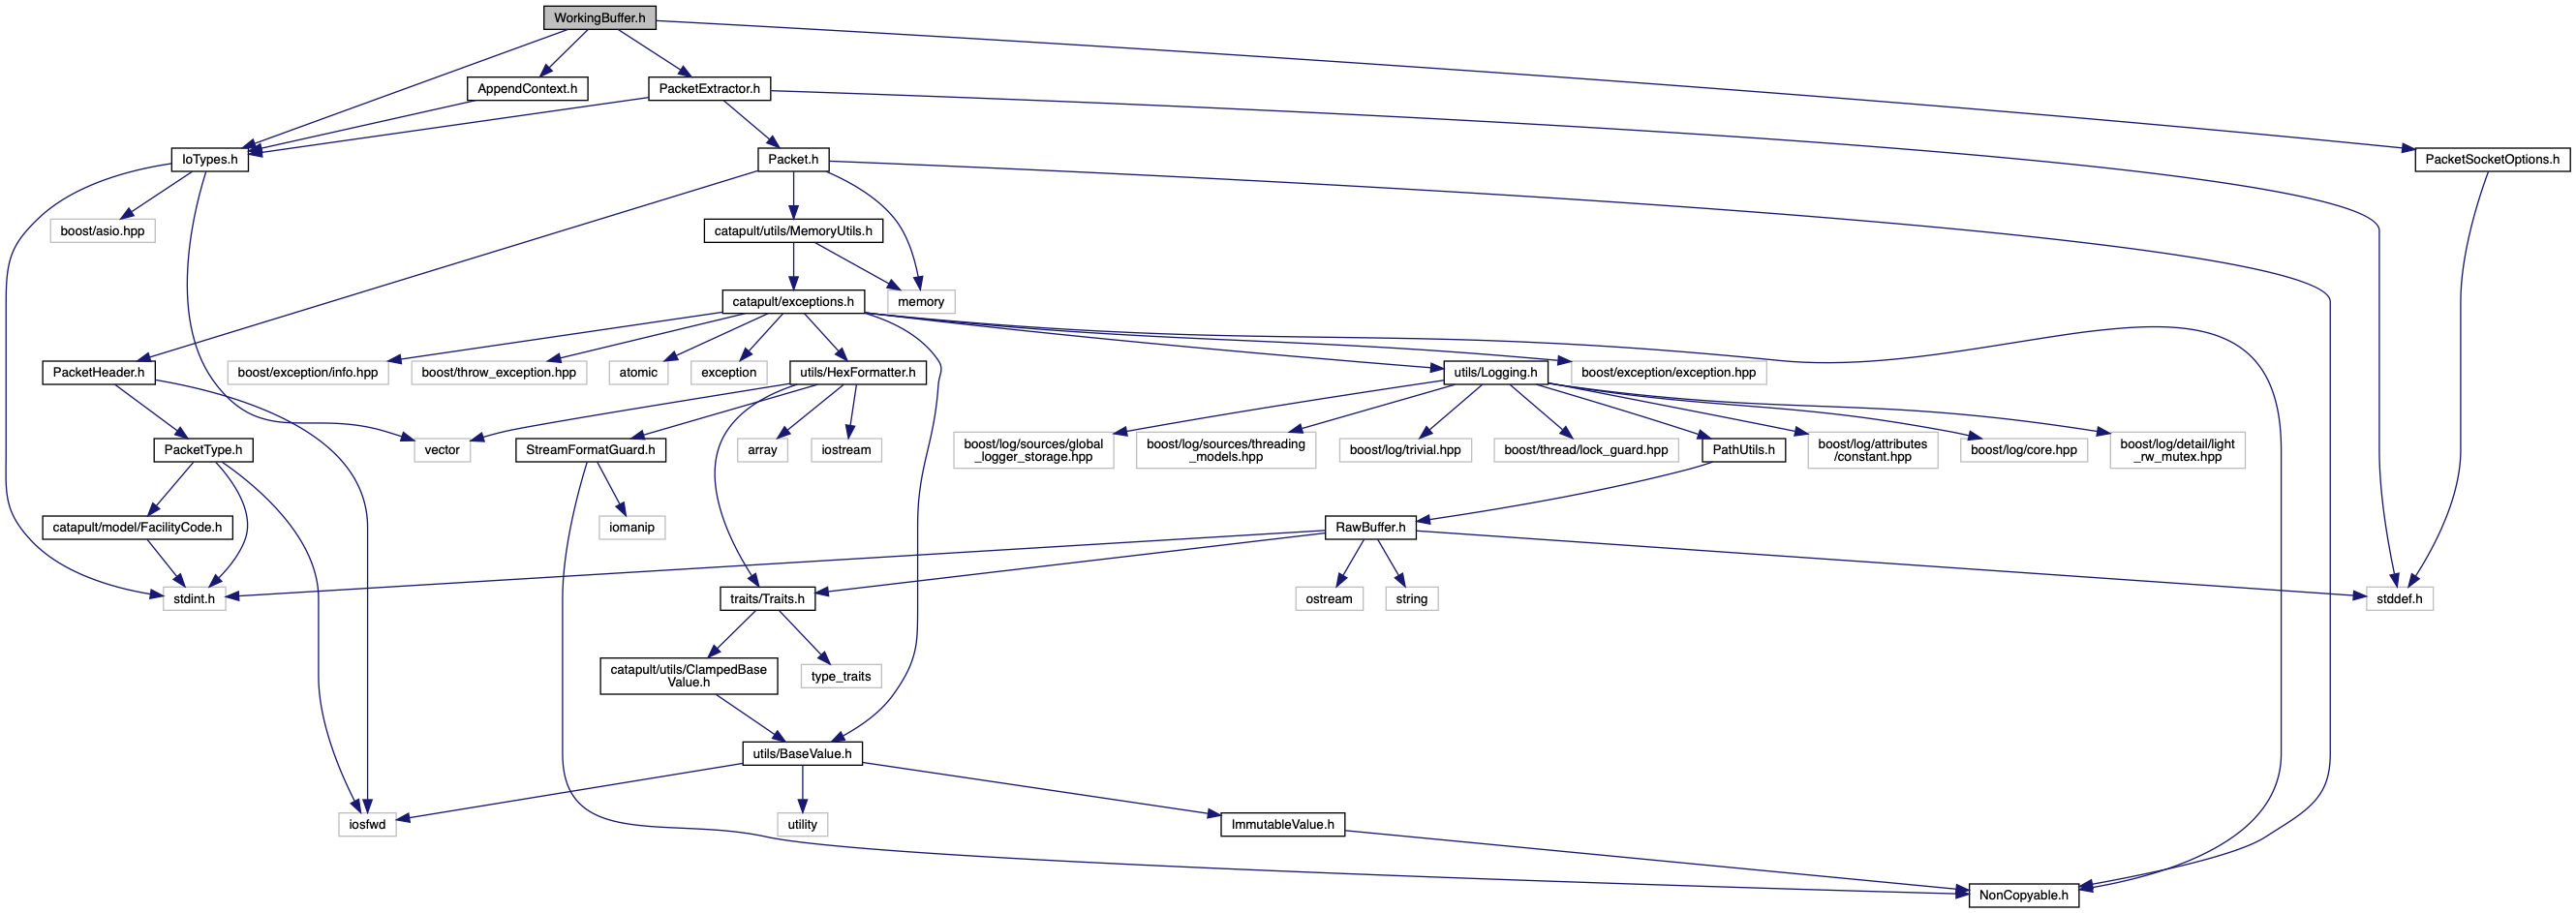 WorkingBuffer.h
AppendContext.h
PacketExtractor.h
IoTypes.h
Packet.h
PacketSocketOptions.h
boost/asio.hpp
catapult/utils/MemoryUtils.h
catapult/exceptions.h
memory
PacketHeader.h
boost/exception/info.hpp
boost/throw_exception.hpp
atomic
exception
utils/HexFormatter.h
utils/Logging.h
boost/exception/exception.hpp
PacketType.h
vector
StreamFormatGuard.h
array
iostream
boost/log/sources/global
_logger_storage.hpp
boost/log/sources/threading
_models.hpp
boost/log/trivial.hpp
boost/thread/lock_guard.hpp
PathUtils.h
boost/log/attributes
/constant.hpp
boost/log/core.hpp
boost/log/detail/light
_rw_mutex.hpp
catapult/model/FacilityCode.h
iomanip
RawBuffer.h
stdint.h
traits/Traits.h
ostream
string
stddef.h
catapult/utils/ClampedBase
Value.h
type_traits
utils/BaseValue.h
iosfwd
utility
ImmutableValue.h
NonCopyable.h